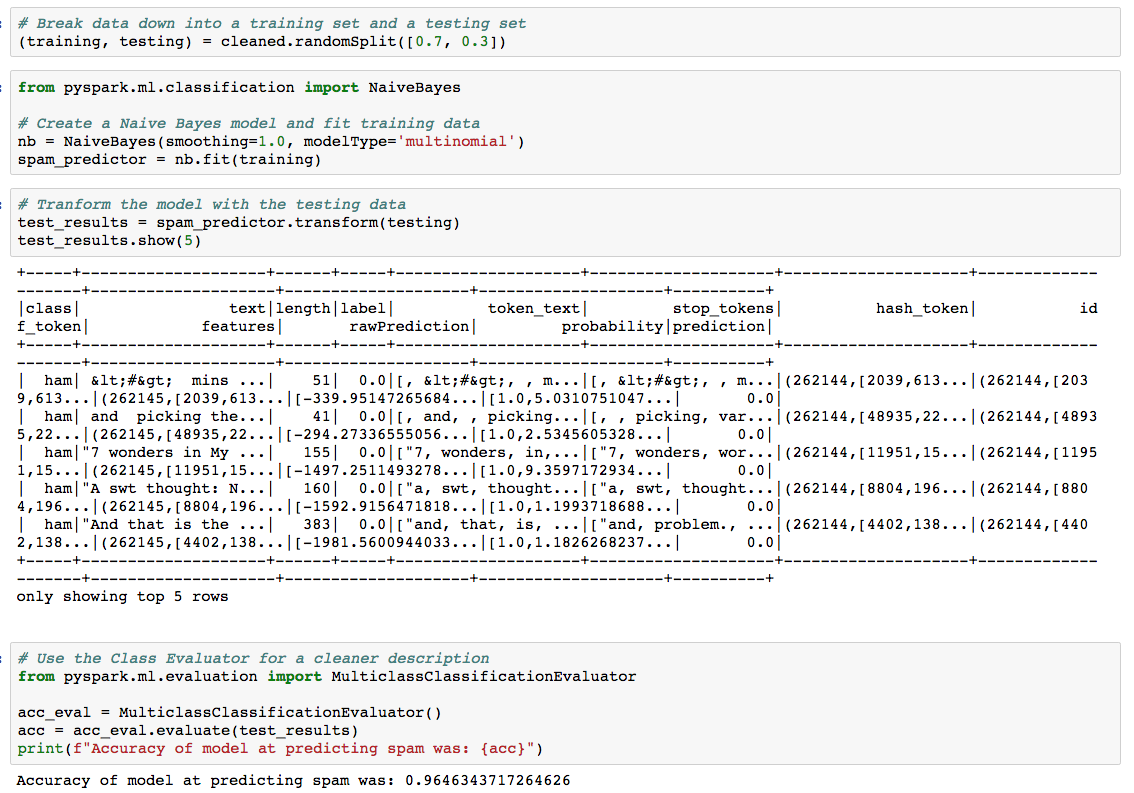 # Break data down into a training set and a testing set
(training, testing) = cleaned.randomSplit([0.7, 0.3])
from pyspark.ml.classification import NaiveBayes
# Create a Naive Bayes model and fit training data
nb = NaiveBayes(smoothing=1.0, modelType='multinomial')
spam_predictor = nb.fit(training)
# Tranform the model with the testing data
test_results = spam_predictor.transform(testing)
test_results.show(5)
+-----+--------------------+------+-----+--------------------+--------------------+--------------------+-------------
-------+--------------------+--------------------+--------------------+----------+
|class|                text|length|label|          token_text|         stop_tokens|          hash_token|           id
f_token|            features|       rawPrediction|         probability|prediction|
+-----+--------------------+------+-----+--------------------+--------------------+--------------------+-------------
-------+--------------------+--------------------+--------------------+----------+
|  ham| &lt;#&gt;  mins ...|    51|  0.0|[, &lt;#&gt;, , m...|[, &lt;#&gt;, , m...|(262144,[2039,613...|(262144,[203
9,613...|(262145,[2039,613...|[-339.95147265684...|[1.0,5.0310751047...|       0.0|
|  ham| and  picking the...|    41|  0.0|[, and, , picking...|[, , picking, var...|(262144,[48935,22...|(262144,[4893
5,22...|(262145,[48935,22...|[-294.27336555056...|[1.0,2.5345605328...|       0.0|
|  ham|"7 wonders in My ...|   155|  0.0|["7, wonders, in,...|["7, wonders, wor...|(262144,[11951,15...|(262144,[1195
1,15...|(262145,[11951,15...|[-1497.2511493278...|[1.0,9.3597172934...|       0.0|
|  ham|"A swt thought: N...|   160|  0.0|["a, swt, thought...|["a, swt, thought...|(262144,[8804,196...|(262144,[880
4,196...|(262145,[8804,196...|[-1592.9156471818...|[1.0,1.1993718688...|       0.0|
|  ham|"And that is the ...|   383|  0.0|["and, that, is, ...|["and, problem., ...|(262144,[4402,138...|(262144,[440
2,138...|(262145,[4402,138...|[-1981.5600944033...|[1.0,1.1826268237...|       0.0|
+-----+--------------------+------+-----+--------------------+--------------------+--------------------+-------------
-------+--------------------+--------------------+--------------------+----------+
only showing top 5 rows
# Use the Class Evaluator for a cleaner description
from pyspark.ml.evaluation import MulticlassClassificationEvaluator
acc_eval = MulticlassClassificationEvaluator()
acc = acc_eval.evaluate(test_results)
print(f"Accuracy of model at predicting spam was: {acc}")
Accuracy of model at predicting spam was: 0.9646343717264626